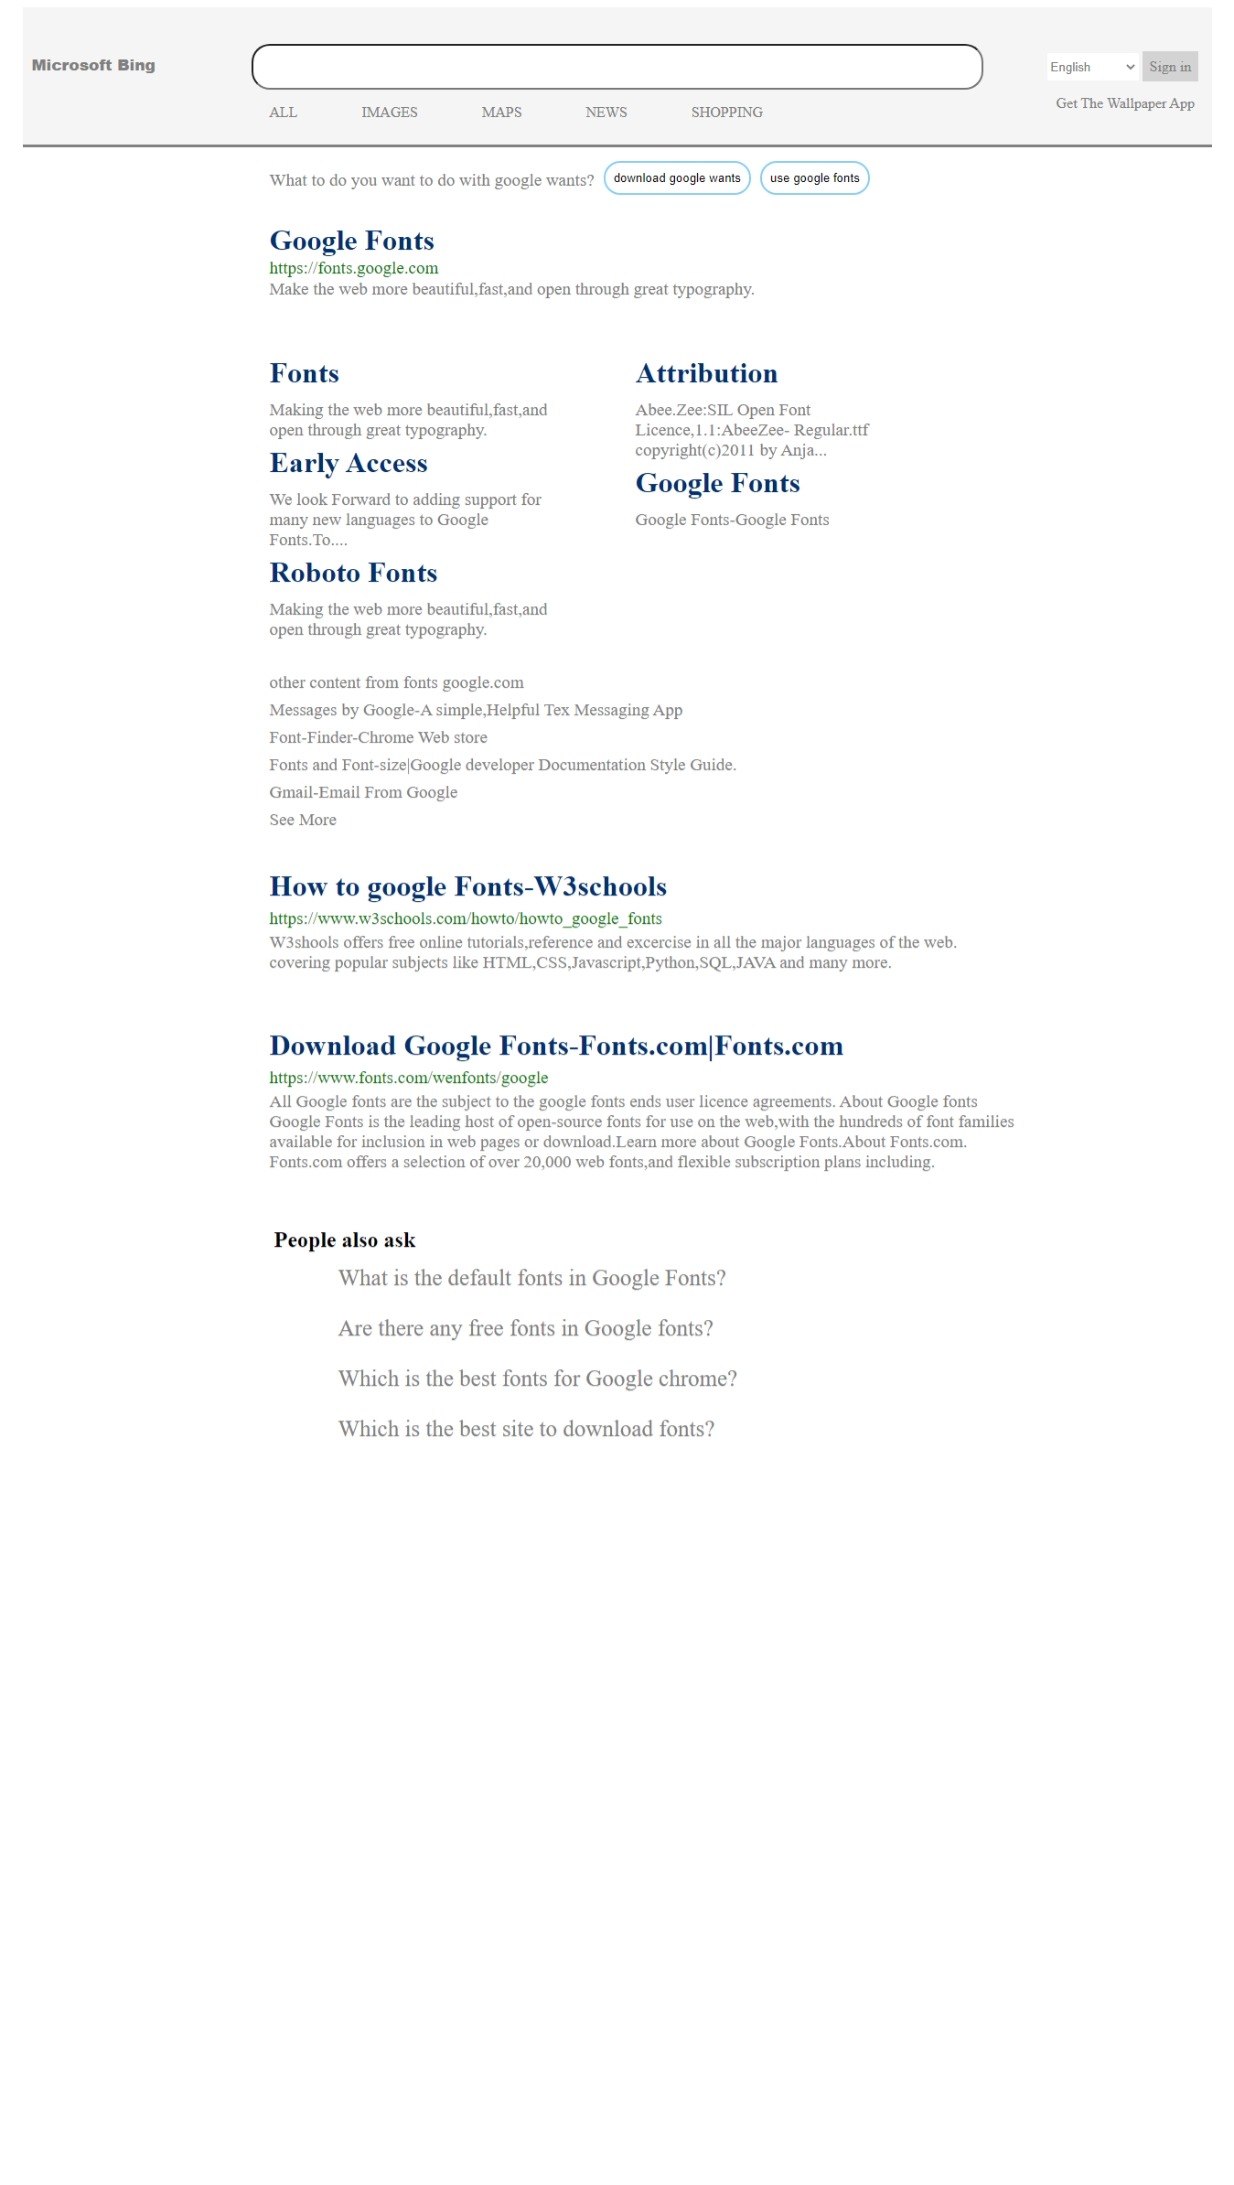 Microsoft Bing
English
Sign in
Get The Wallpaper App
ALL IMAGES MAPS NEWS SHOPPING
What to do you want to do with google wants? download google wants use google fonts
Google Fonts
https://fonts.google.com
Make the web more beautiful,fast,and open through great typography.
Fonts
Making the web more beautiful,fast,and
open through great typography.
Early Access
We look Forward to adding support for
many new languages to Google
Fonts.To....
Roboto Fonts
Making the web more beautiful,fast,and
open through great typography.
Attribution
Abee.Zee:SIL Open Font
Licence,1.1:AbeeZee- Regular.ttf
copyright(c)2011 by Anja...
Google Fonts
Google Fonts-Google Fonts
other content from fonts google.com
Messages by Google-A simple,Helpful Tex Messaging App
Font-Finder-Chrome Web store
Fonts and Font-size|Google developer Documentation Style Guide.
Gmail-Email From Google
See More
How to google Fonts-W3schools
https://www.w3schools.com/howto/howto_google_fonts
W3shools offers free online tutorials,reference and excercise in all the major languages of the web.
covering popular subjects like HTML,CSS,Javascript,Python,SQL,JAVA and many more.
Download Google Fonts-Fonts.com|Fonts.com
https://www.fonts.com/wenfonts/google
All Google fonts are the subject to the google fonts ends user licence agreements. About Google fonts
Google Fonts is the leading host of open-source fonts for use on the web,with the hundreds of font families
available for inclusion in web pages or download.Learn more about Google Fonts.About Fonts.com.
Fonts.com offers a selection of over 20,000 web fonts,and flexible subscription plans including.
People also ask
What is the default fonts in Google Fonts?
Are there any free fonts in Google fonts?
Which is the best fonts for Google chrome?
Which is the best site to download fonts?